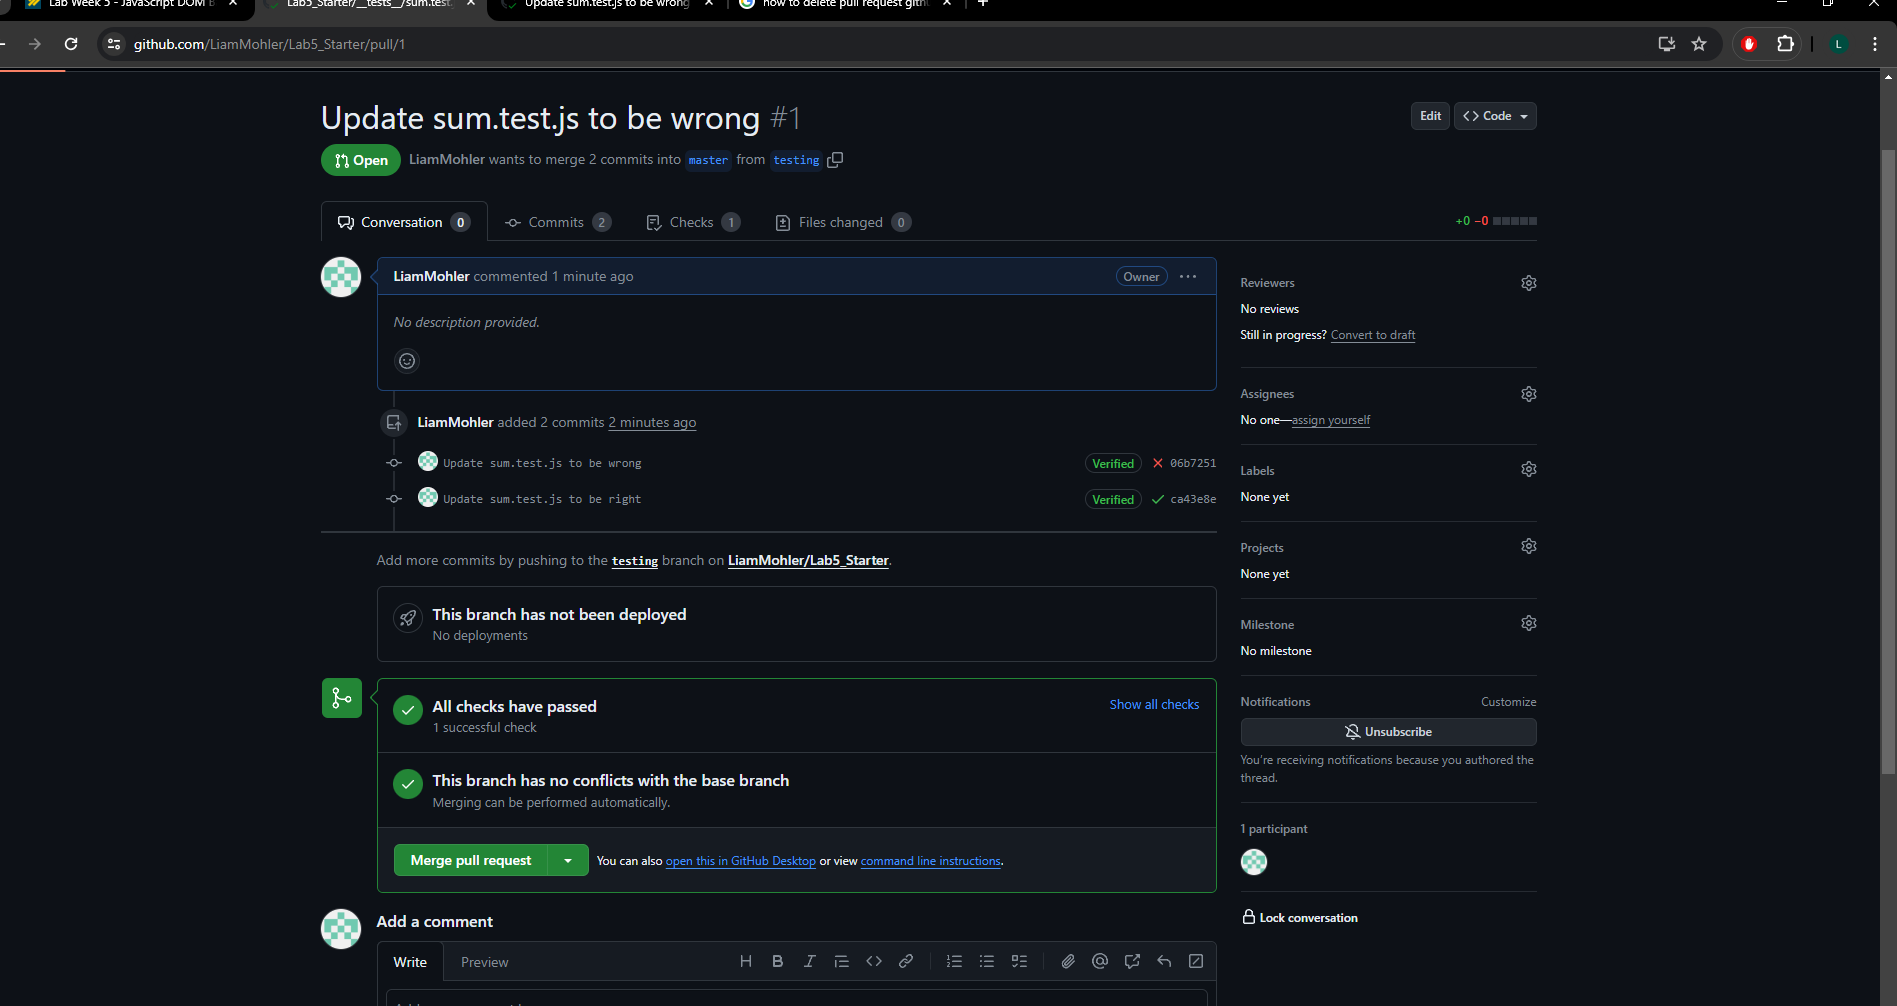 Lab Week 5 - JavaScript DOM B
Lab5_Starter/__tests__/sum.test.
Update sum.test.js to be wrong
how to delete pull request gith
github.com/LiamMohler/Lab5_Starter/pull/1
L
Update sum.test.js to be wrong #1
Edit
<> Code
Open
LiamMohler wants to merge 2 commits into master from testing
Conversation 0
Commits 2
Checks 1
Files changed 0
+0 −0
LiamMohler commented 1 minute ago
Owner
No description provided.
LiamMohler added 2 commits 2 minutes ago
Update sum.test.js to be wrong
Verified
06b7251
Update sum.test.js to be right
Verified
ca43e8e
Add more commits by pushing to the testing branch on LiamMohler/Lab5_Starter.
This branch has not been deployed
No deployments
All checks have passed
1 successful check
Show all checks
This branch has no conflicts with the base branch
Merging can be performed automatically.
Merge pull request
You can also open this in GitHub Desktop or view command line instructions.
Add a comment
Write
Preview
H B I
Reviewers
No reviews
Still in progress? Convert to draft
Assignees
No one—assign yourself
Labels
None yet
Projects
None yet
Milestone
No milestone
Notifications
Customize
Unsubscribe
You're receiving notifications because you authored the
thread.
1 participant
Lock conversation